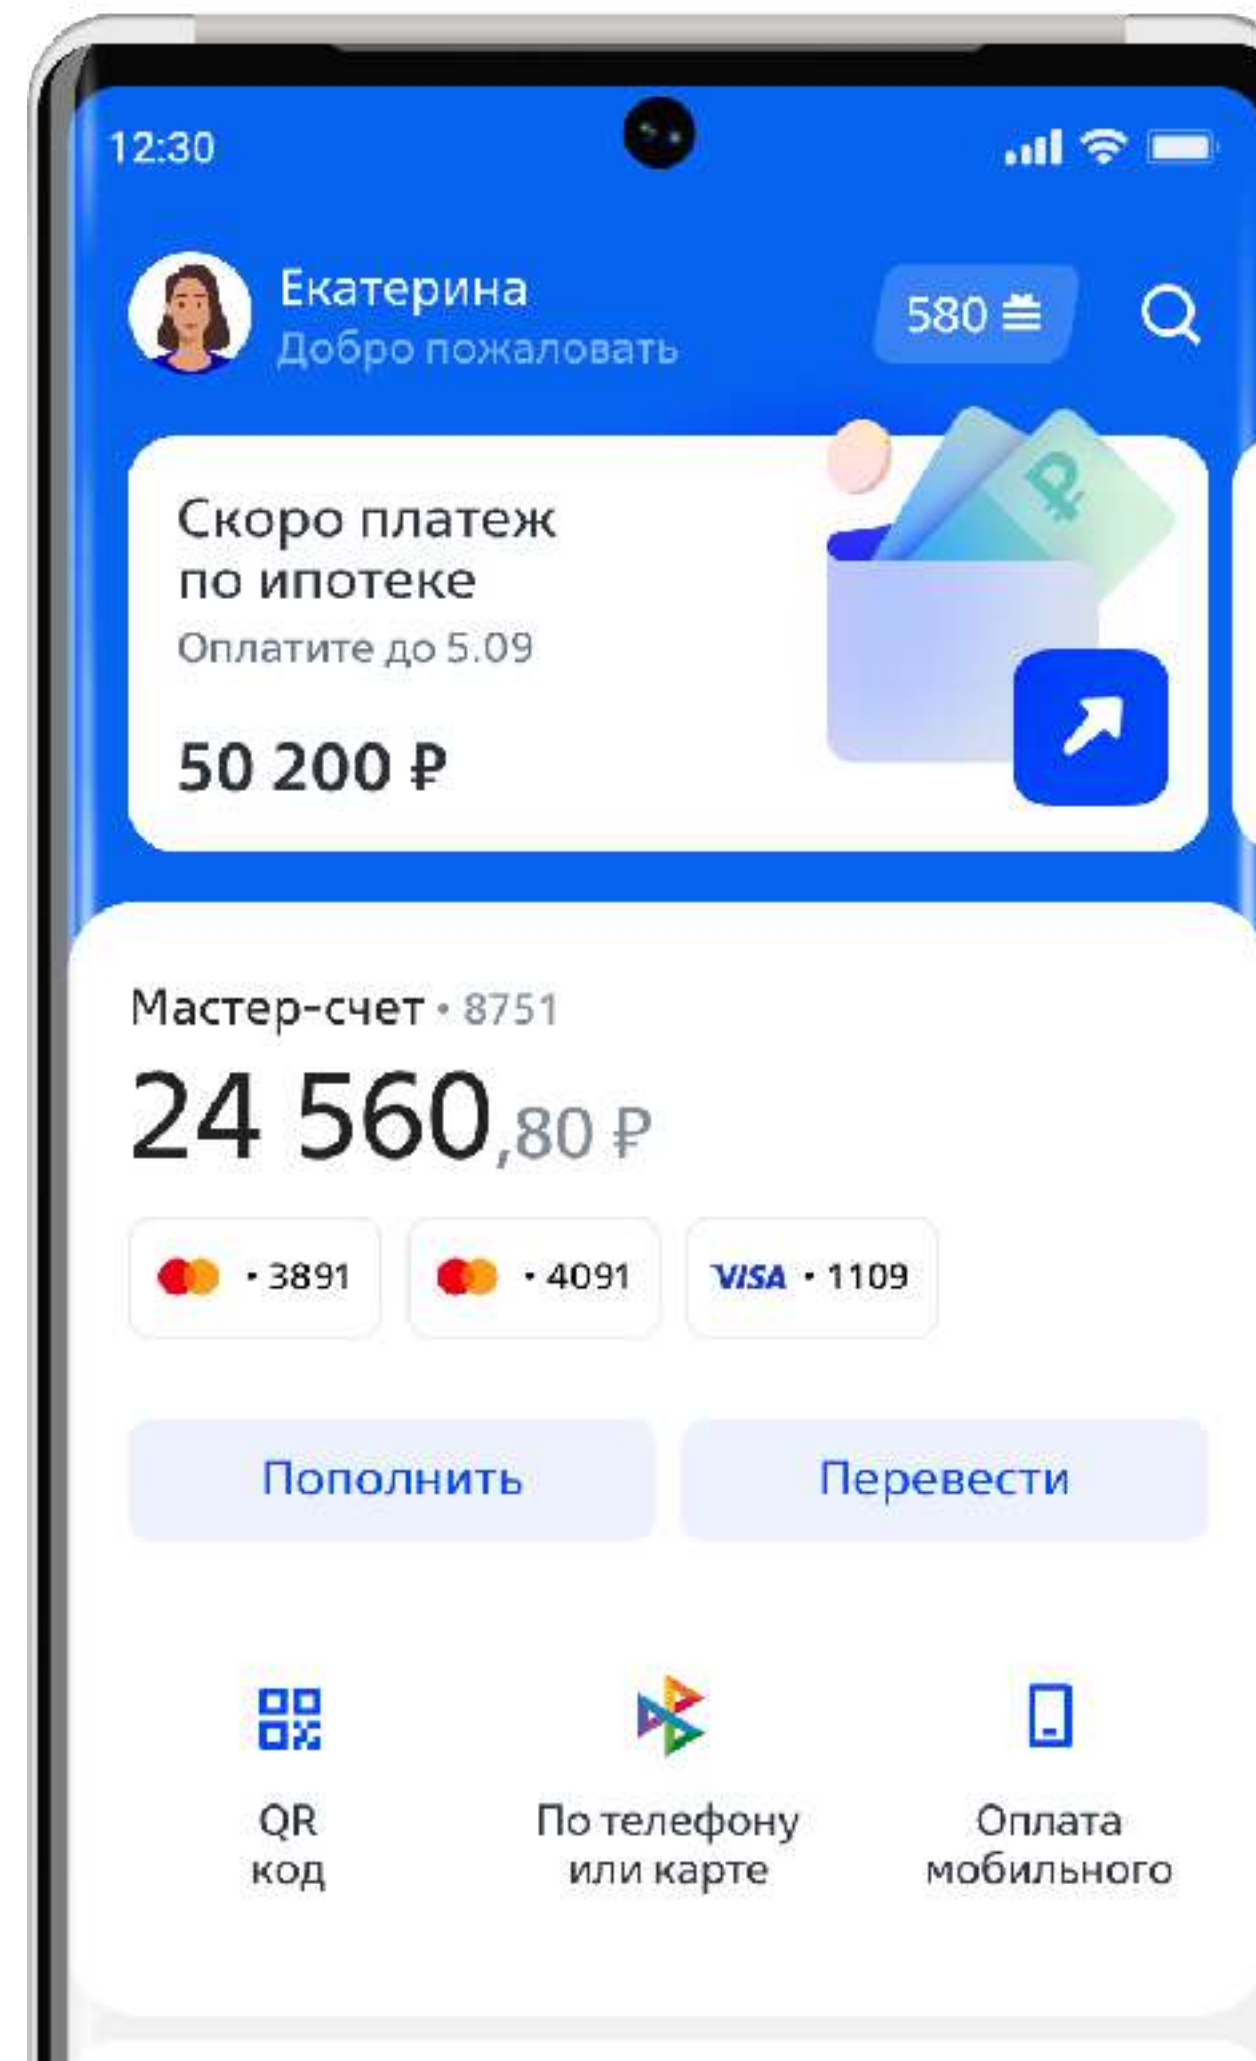 12:30
Екатерина
Добро пожаловать
580
Скоро платеж
по ипотеке
Оплатите до 5.09
50 200 ₽
₽
Мастер-счет • 8751
24 560,80 ₽
• 3891
• 4091
VISA • 1109
Пополнить
Перевести
QR
код
По телефону
или карте
Оплата
мобильного